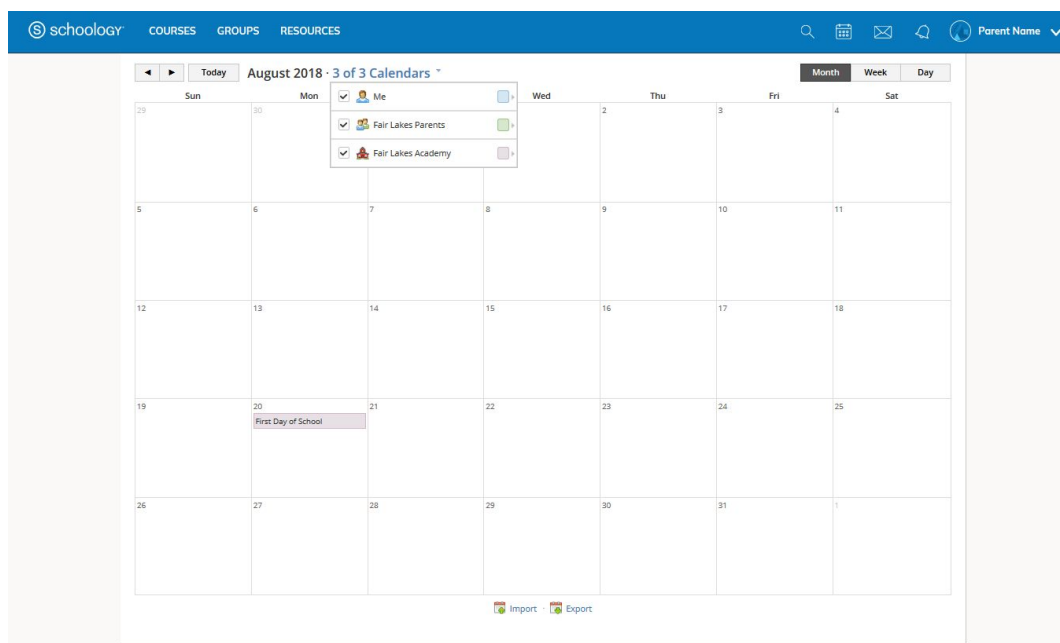 schoology COURSES GROUPS RESOURCES Parent Name
Today August 2018 · 3 of 3 Calendars Month Week Day
Sun Mon Wed Thu Fri Sat
Me
Fair Lakes Parents
Fair Lakes Academy
29 30 2 3 4
5 6 7 8 9 10 11
12 13 14 15 16 17 18
19 20 21 22 23 24 25
First Day of School
26 27 28 29 30 31 1
Import · Export